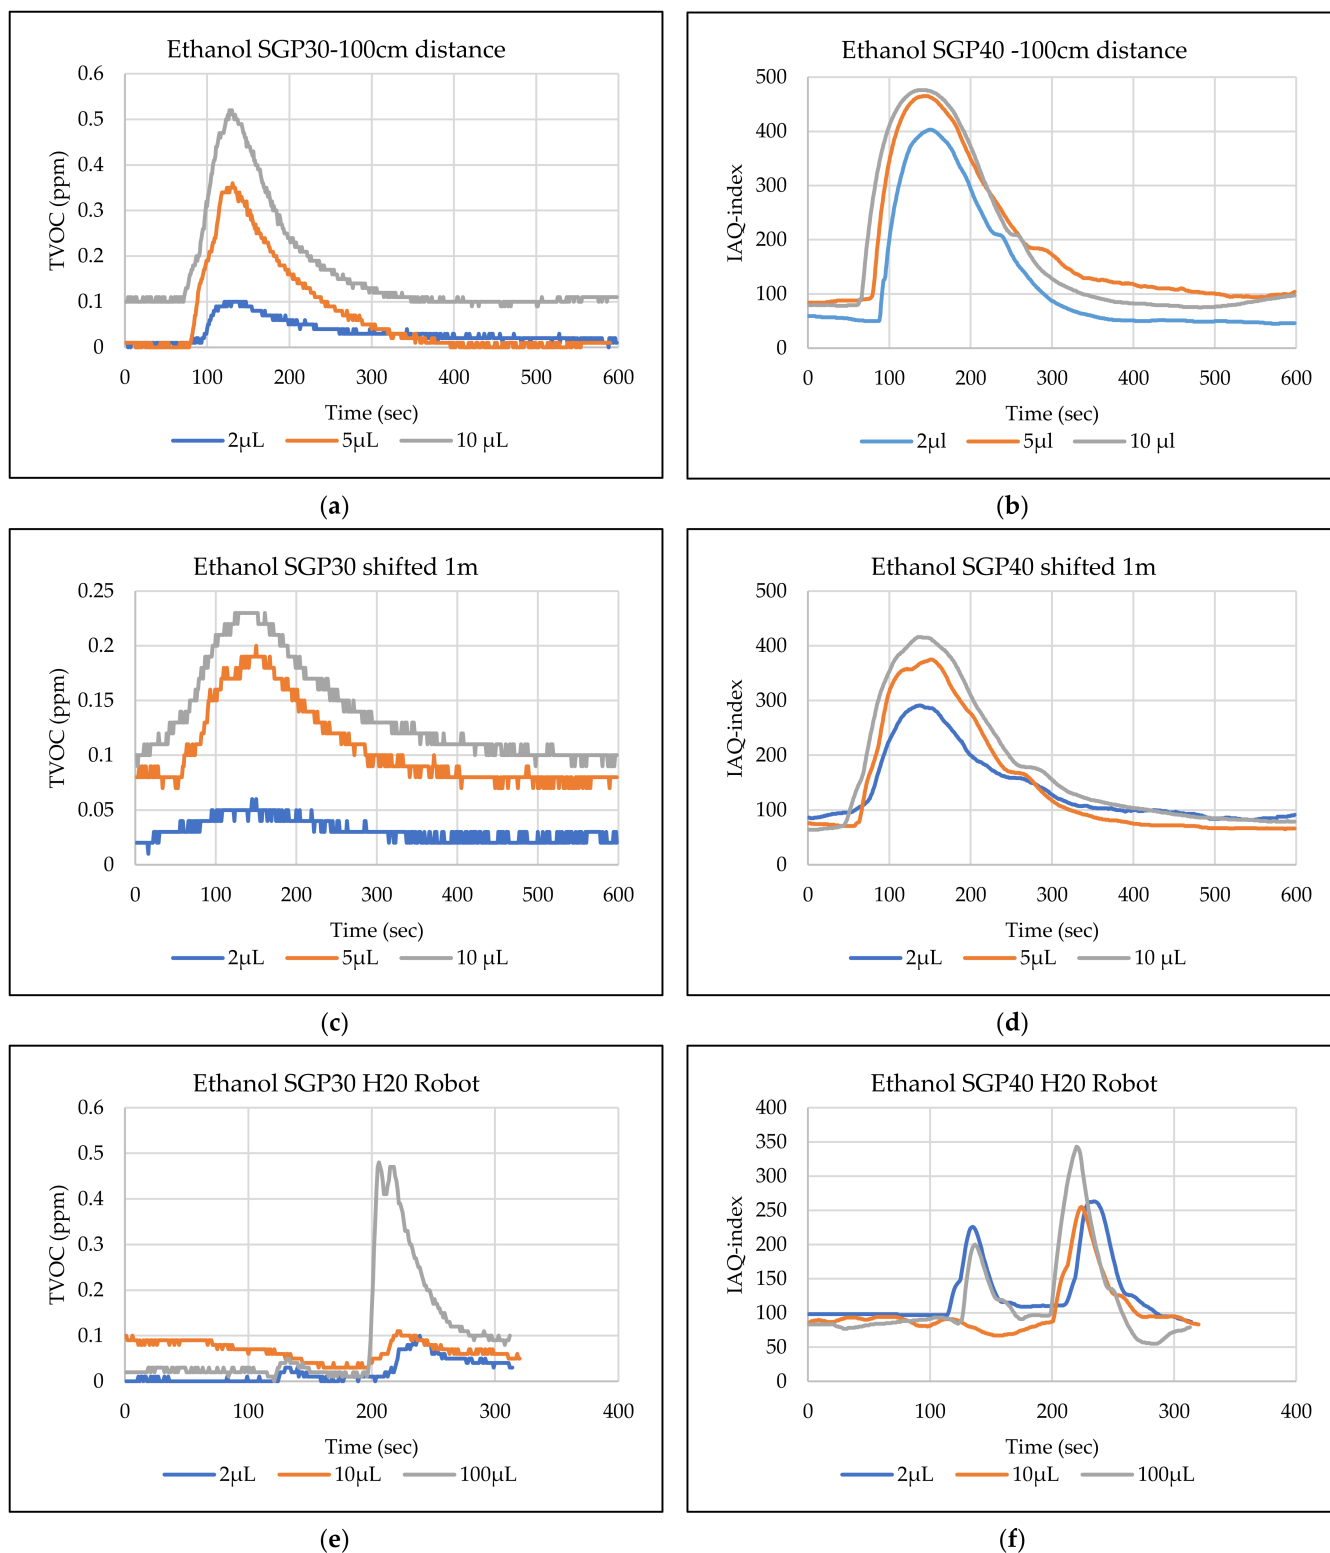 Ethanol SGP30-100cm distance
0.6
0.5
0.4
0.3
0.2
0.1
0
TVOC (ppm)
0 100 200 300 400 500 600
Time (sec)
2µL 5µL 10 µL
(a)
Ethanol SGP40 -100cm distance
500
400
300
200
100
0
IAQ-index
0 100 200 300 400 500 600
Time (sec)
2µl 5µl 10 µl
(b)
Ethanol SGP30 shifted 1m
0.25
0.2
0.15
0.1
0.05
0
TVOC (ppm)
0 100 200 300 400 500 600
Time (sec)
2µL 5µL 10 µL
(c)
Ethanol SGP40 shifted 1m
500
400
300
200
100
0
IAQ-index
0 100 200 300 400 500 600
Time (sec)
2µL 5µL 10 µL
(d)
Ethanol SGP30 H20 Robot
0.6
0.5
0.4
0.3
0.2
0.1
0
TVOC (ppm)
0 100 200 300 400
Time (sec)
2µL 10µL 100µL
(e)
Ethanol SGP40 H20 Robot
400
350
300
250
200
150
100
50
0
IAQ-index
0 100 200 300 400
Time (sec)
2µL 10µL 100µL
(f)